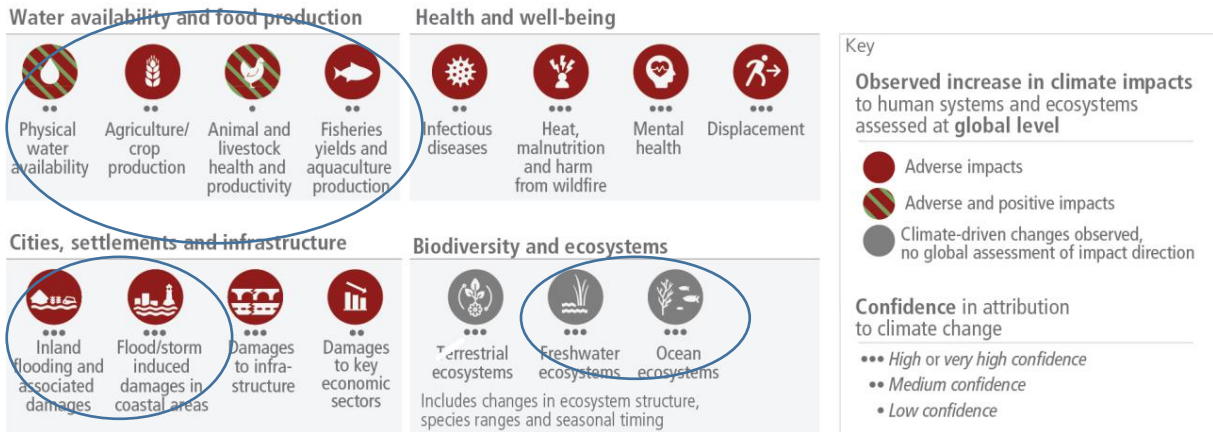 Water availability and food production
Physical
water
availability
Agriculture/
crop
production
Animal and
livestock
health and
productivity
Fisheries
yields and
aquaculture
production
Health and well-being
Infectious
diseases
Heat,
malnutrition
and harm
from wildfire
Mental
health
Displacement
Cities, settlements and infrastructure
Inland
flooding and
associated
damages
Flood/storm
induced
damages in
coastal areas
Damages
to infra-
structure
Damages
to key
economic
sectors
Biodiversity and ecosystems
Terrestrial
ecosystems
Freshwater
ecosystems
Ocean
ecosystems
Includes changes in ecosystem structure,
species ranges and seasonal timing
Key
Observed increase in climate impacts
to human systems and ecosystems
assessed at global level
Adverse impacts
Adverse and positive impacts
Climate-driven changes observed,
no global assessment of impact direction
Confidence in attribution
to climate change
••• High or very high confidence
•• Medium confidence
• Low confidence